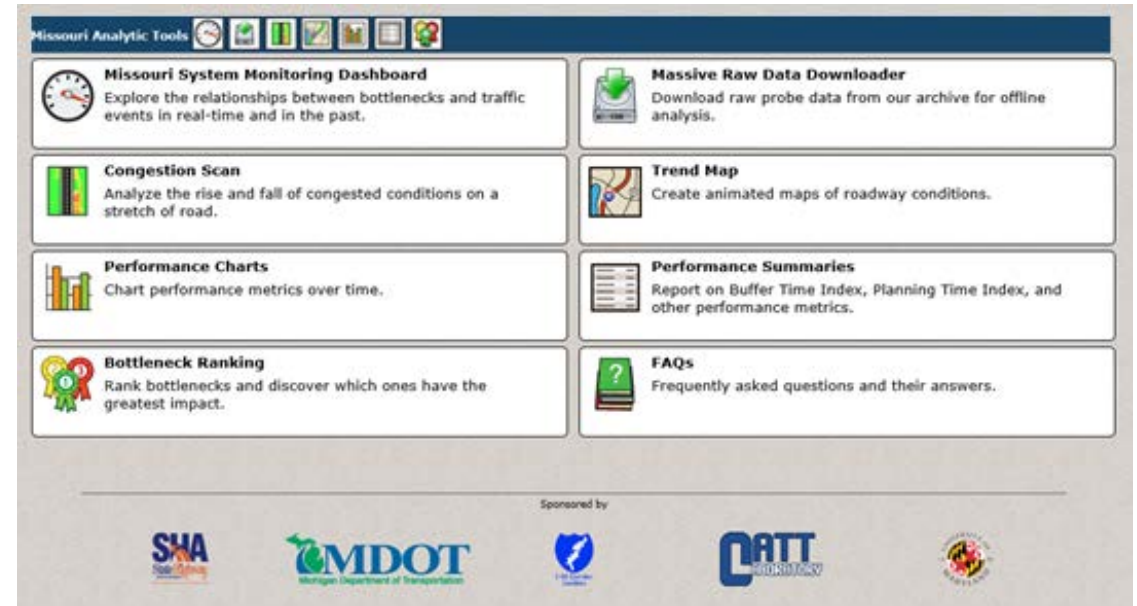 Missouri Analytic Tools
Missouri System Monitoring Dashboard
Explore the relationships between bottlenecks and traffic
events in real-time and in the past.
Massive Raw Data Downloader
Download raw probe data from our archive for offline
analysis.
Congestion Scan
Analyze the rise and fall of congested conditions on a
stretch of road.
Trend Map
Create animated maps of roadway conditions.
Performance Charts
Chart performance metrics over time.
Performance Summaries
Report on Buffer Time Index, Planning Time Index, and
other performance metrics.
Bottleneck Ranking
Rank bottlenecks and discover which ones have the
greatest impact.
FAQs
Frequently asked questions and their answers.
Sponsored by
SHA
State Highway
MDOT
Michigan Department of Transportation
CATT
LABORATORY